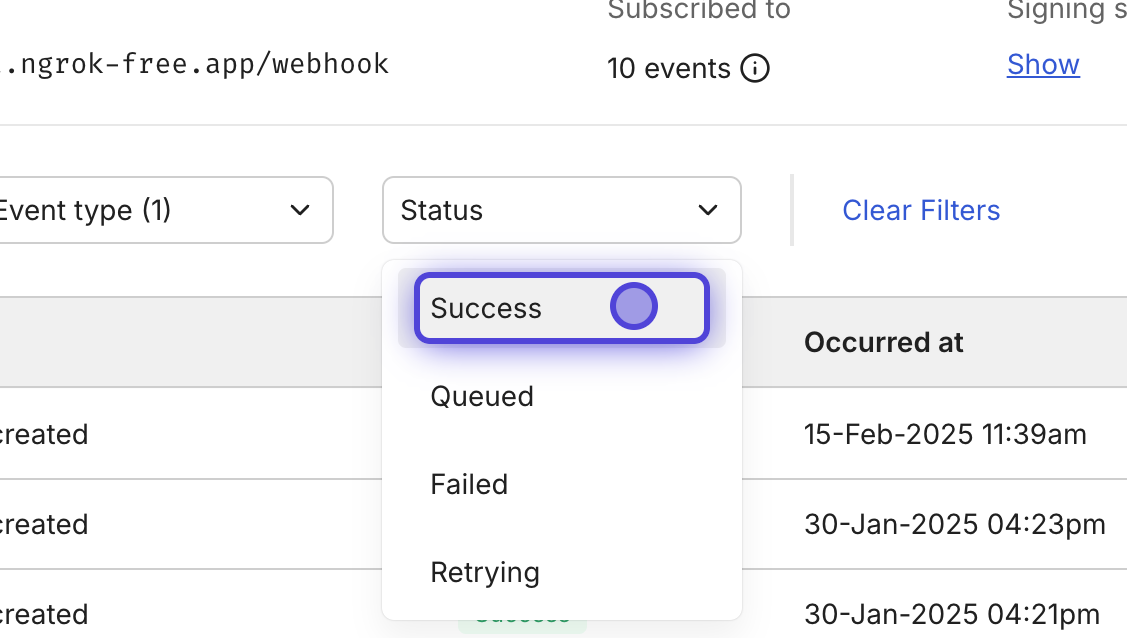 Subscribed to
Signing s
.ngrok-free.app/webhook
10 events
Show
Event type (1)
Status
Clear Filters
Success
Occurred at
Queued
created
15-Feb-2025 11:39am
Failed
created
30-Jan-2025 04:23pm
Retrying
created
Success
30-Jan-2025 04:21pm